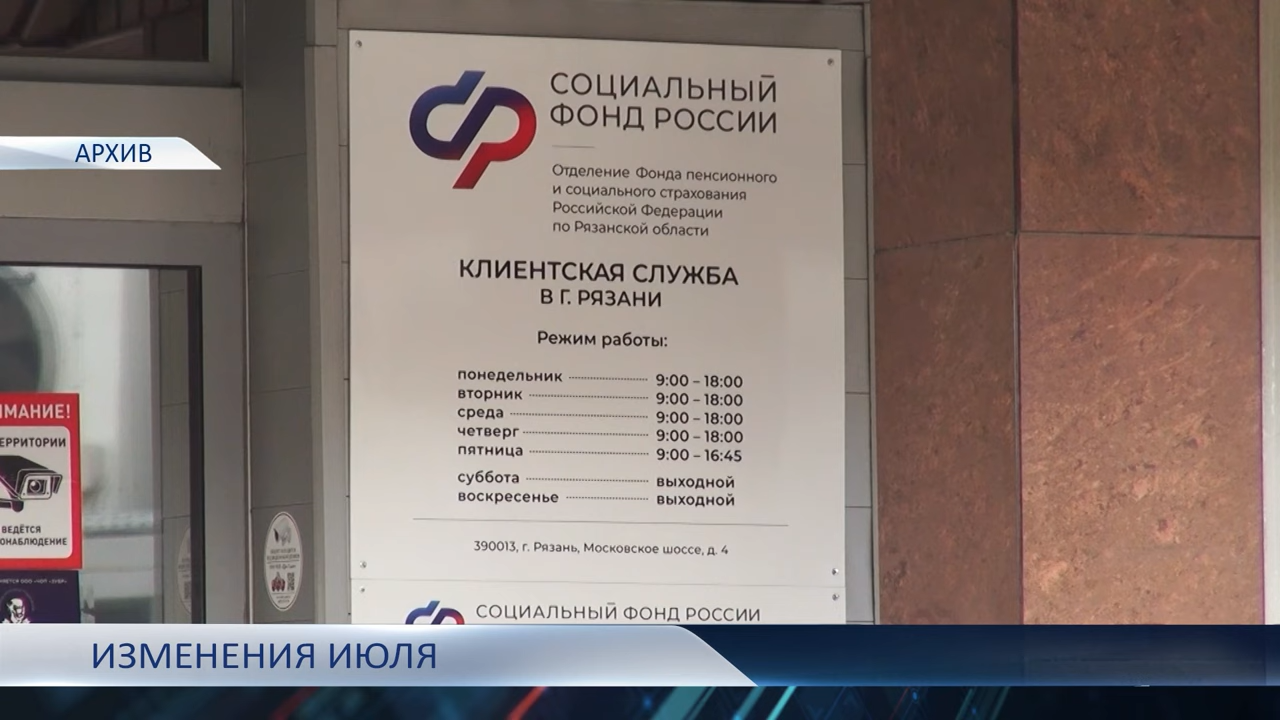 СОЦИАЛЬНЫЙ
ФОНД РОССИИ
Отделение Фонда пенсионного
и социального страхования
Российской Федерации
по Рязанской области
КЛИЕНТСКАЯ СЛУЖБА
В Г. РЯЗАНИ
Режим работы:
понедельник 9:00 – 18:00
вторник 9:00 – 18:00
среда 9:00 – 18:00
четверг 9:00 – 18:00
пятница 9:00 – 16:45
суббота выходной
воскресенье выходной
390013, г. Рязань, Московское шоссе, д. 4
СОЦИАЛЬНЫЙ ФОНД РОССИИ
АРХИВ
ИМАНИЕ!
ЕРРИТОРИИ
ВЕДЁТСЯ
ОНАБЛЮДЕНИЕ
ИЗМЕНЕНИЯ ИЮЛЯ